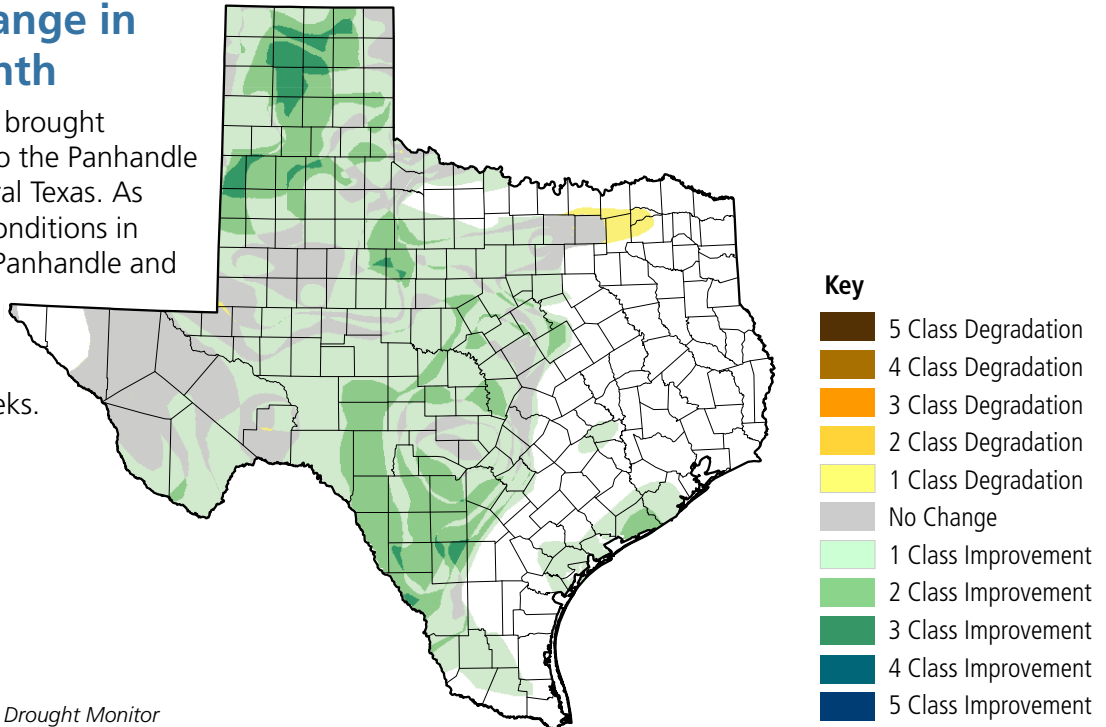 ange in
nth
brought
o the Panhandle
al Texas. As
onditions in
Panhandle and
eks.
Drought Monitor
Key
5 Class Degradation
4 Class Degradation
3 Class Degradation
2 Class Degradation
1 Class Degradation
No Change
1 Class Improvement
2 Class Improvement
3 Class Improvement
4 Class Improvement
5 Class Improvement